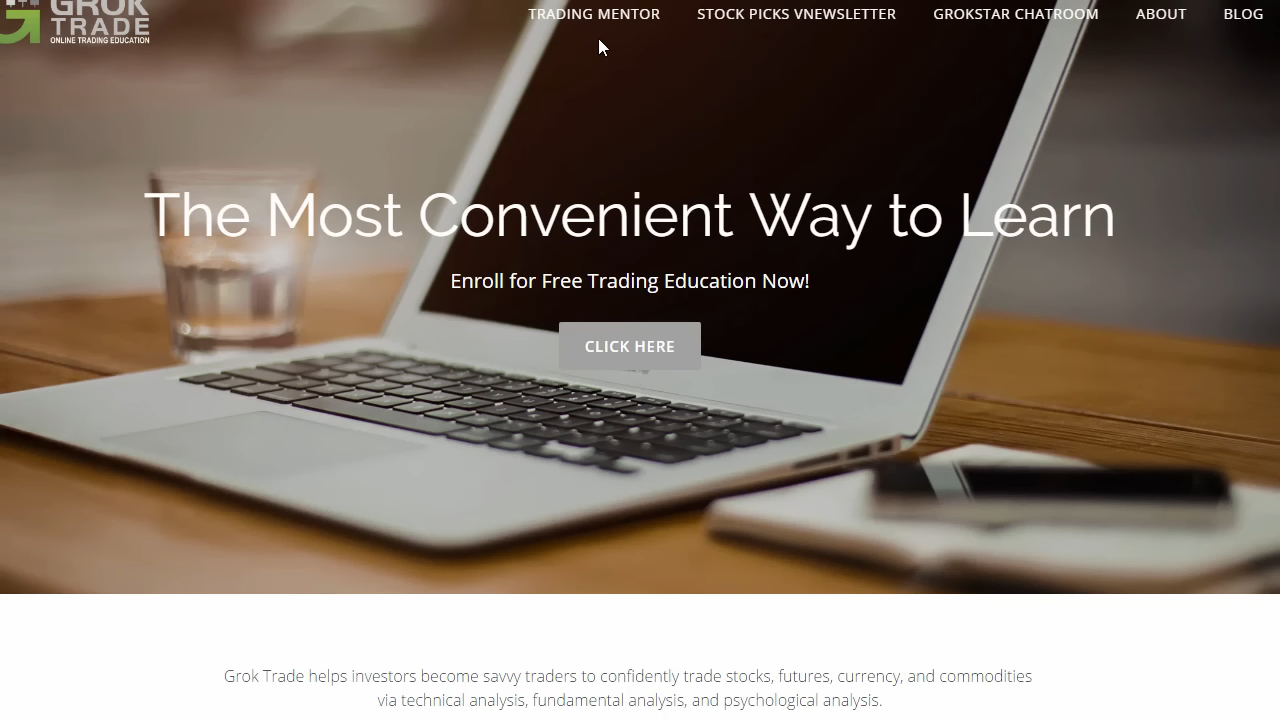 GROK
TRADE
ONLINE TRADING EDUCATION
TRADING MENTOR
STOCK PICKS VNEWSLETTER
GROKSTAR CHATROOM
ABOUT
BLOG
The Most Convenient Way to Learn
Enroll for Free Trading Education Now!
CLICK HERE
Grok Trade helps investors become savvy traders to confidently trade stocks, futures, currency, and commodities
via technical analysis, fundamental analysis, and psychological analysis.